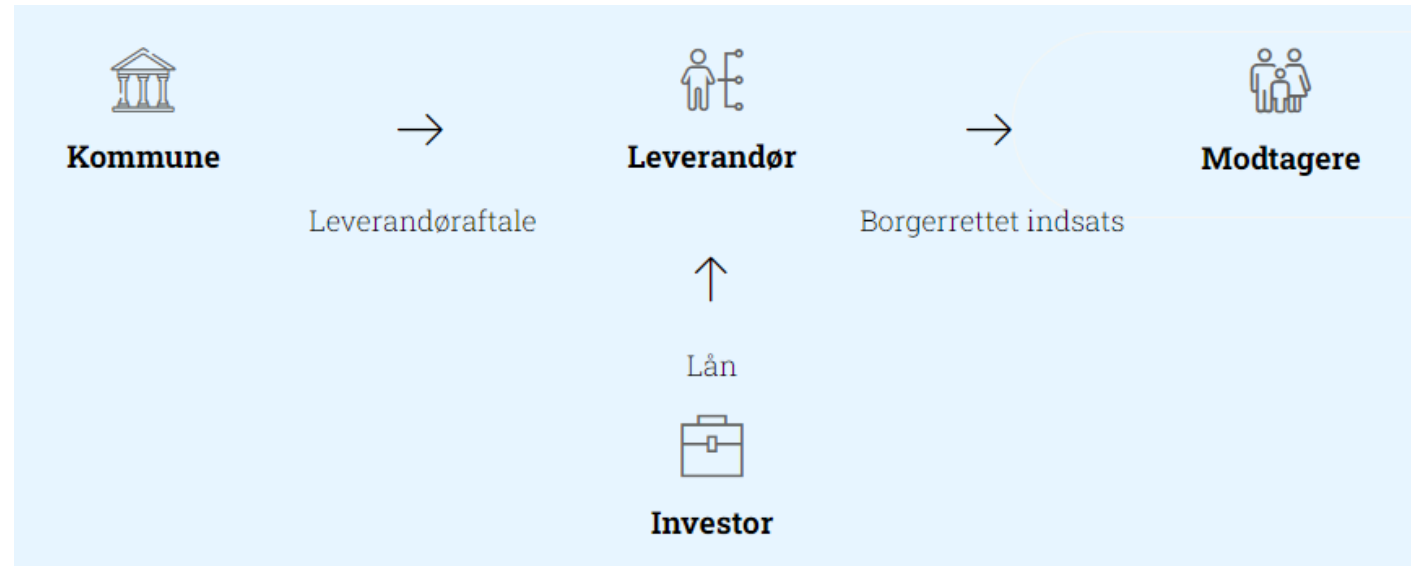 Kommune
Leverandør
Modtagere
Leverandøraftale
Borgerrettet indsats
Lån
Investor